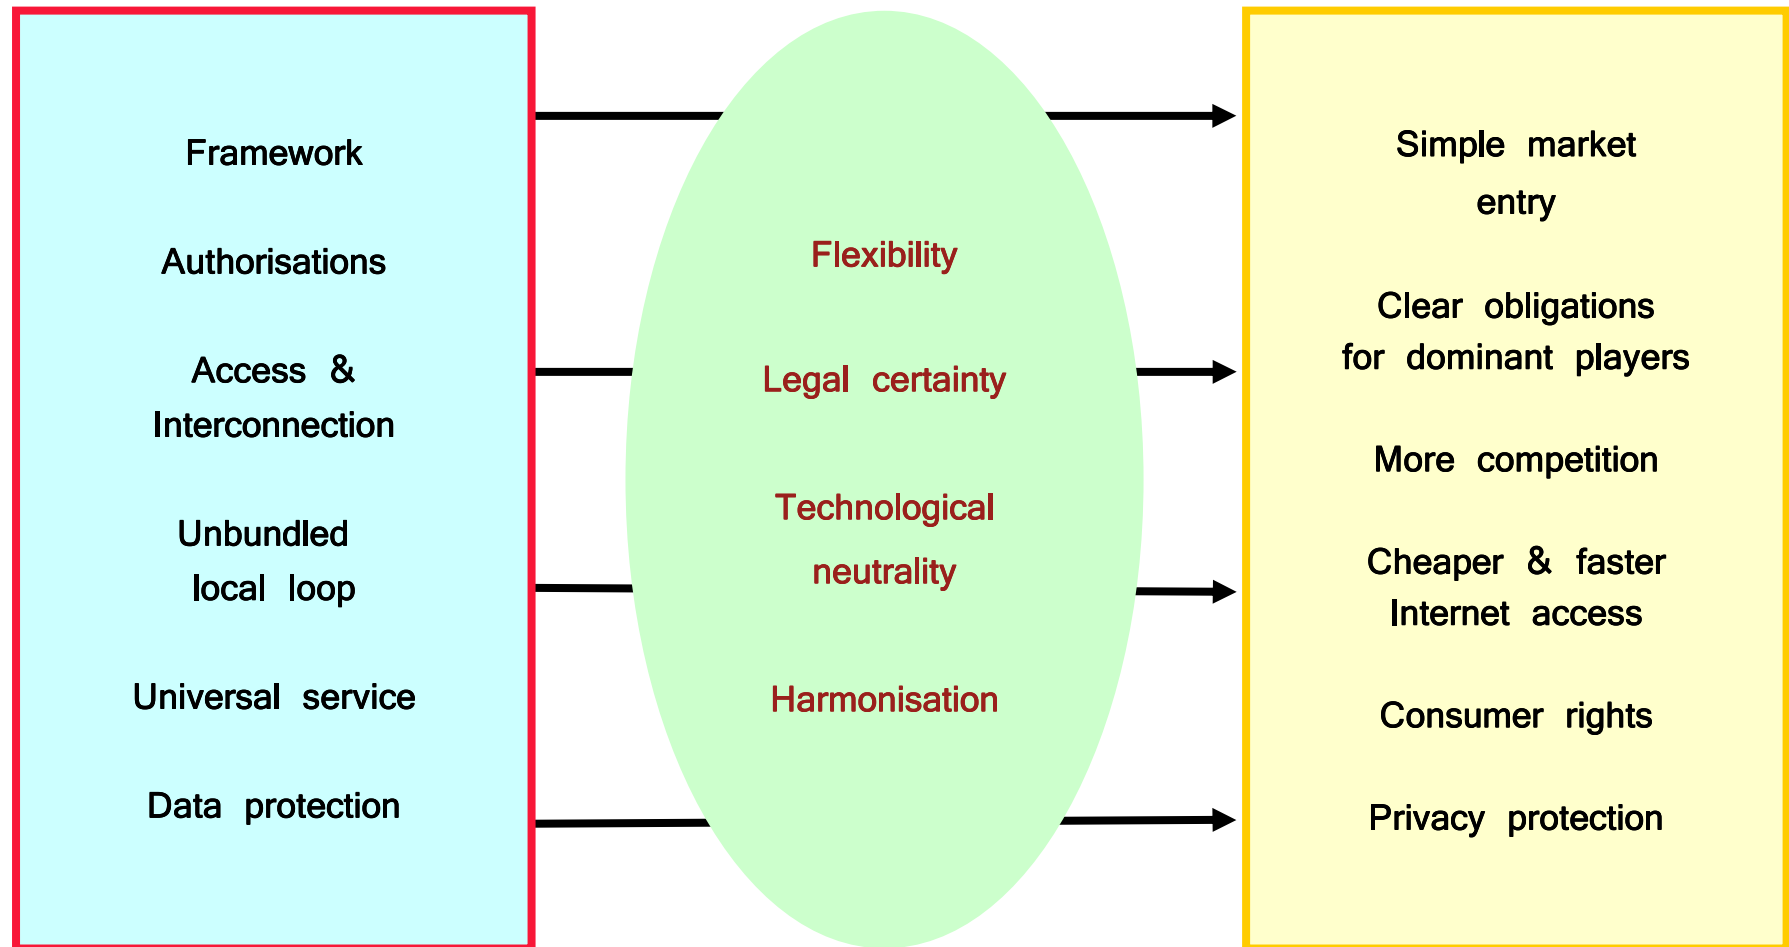 Framework
Authorisations
Access &
Interconnection
Unbundled
local loop
Universal service
Data protection
Flexibility
Legal certainty
Technological
neutrality
Harmonisation
Simple market
entry
Clear obligations
for dominant players
More competition
Cheaper & faster
Internet access
Consumer rights
Privacy protection